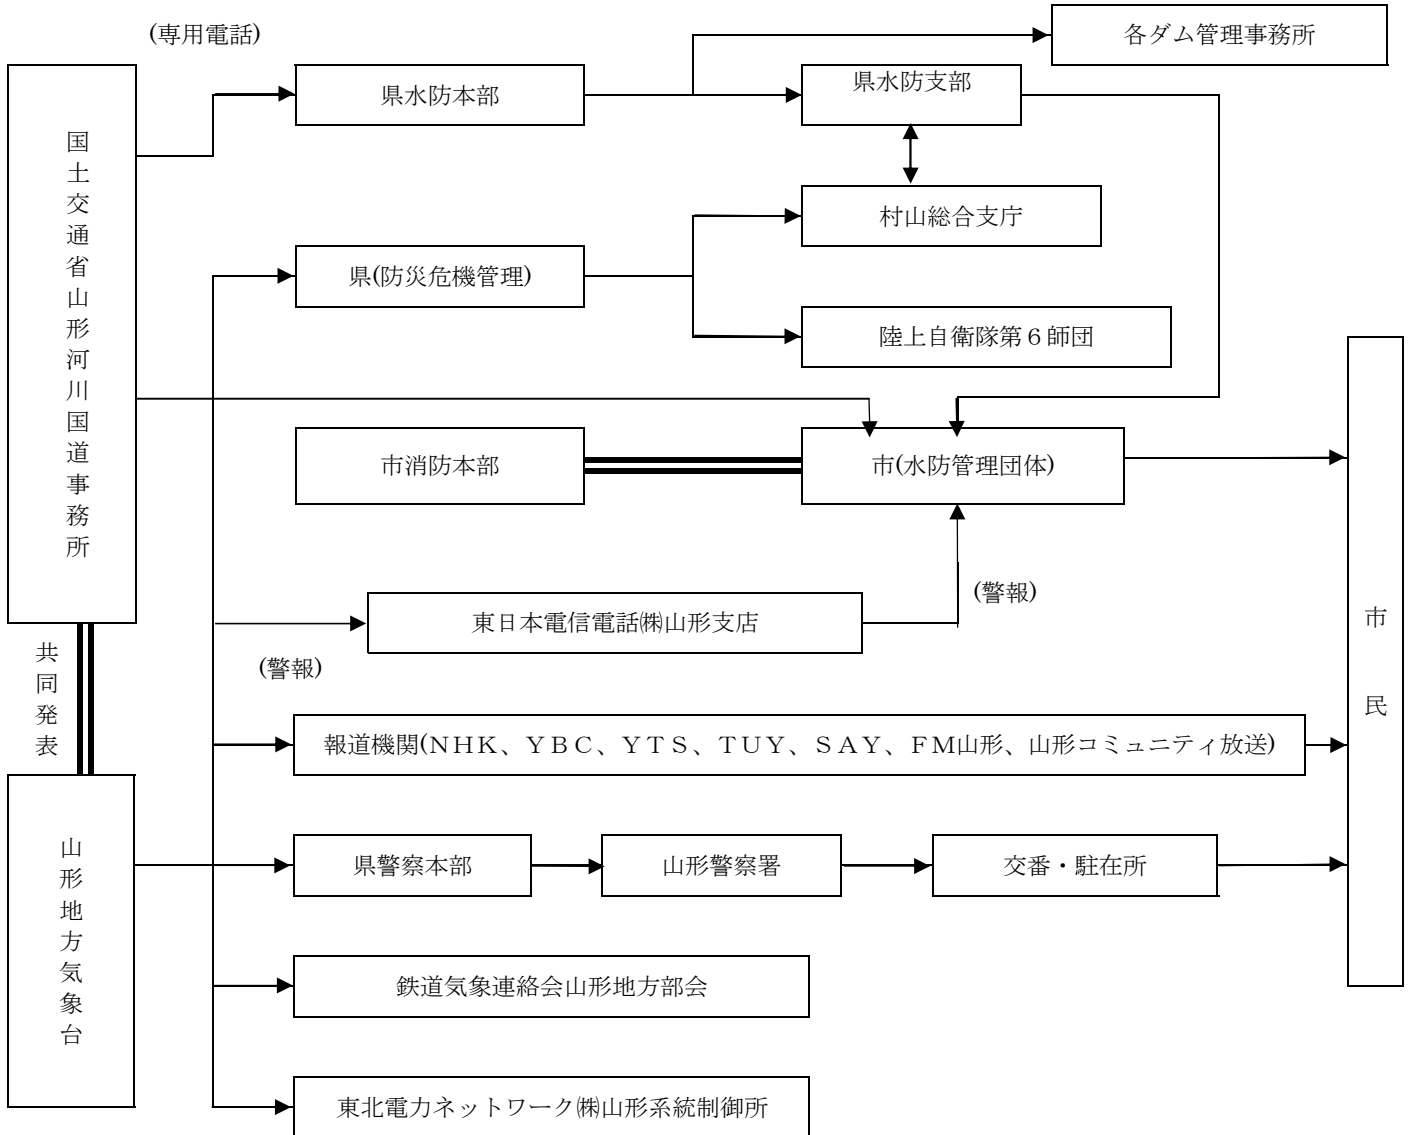 (専用電話)
各ダム管理事務所
県水防本部
県水防支部
国土交通省山形河川国道事務所
村山総合支庁
県(防災危機管理)
陸上自衛隊第６師団
市消防本部
市(水防管理団体)
(警報)
東日本電信電話㈱山形支店
市民
共同発表
(警報)
報道機関(ＮＨＫ、ＹＢＣ、ＹＴＳ、ＴＵＹ、ＳＡＹ、ＦＭ山形、山形コミュニティ放送)
山形地方気象台
県警察本部
山形警察署
交番・駐在所
鉄道気象連絡会山形地方部会
東北電力ネットワーク㈱山形系統制御所